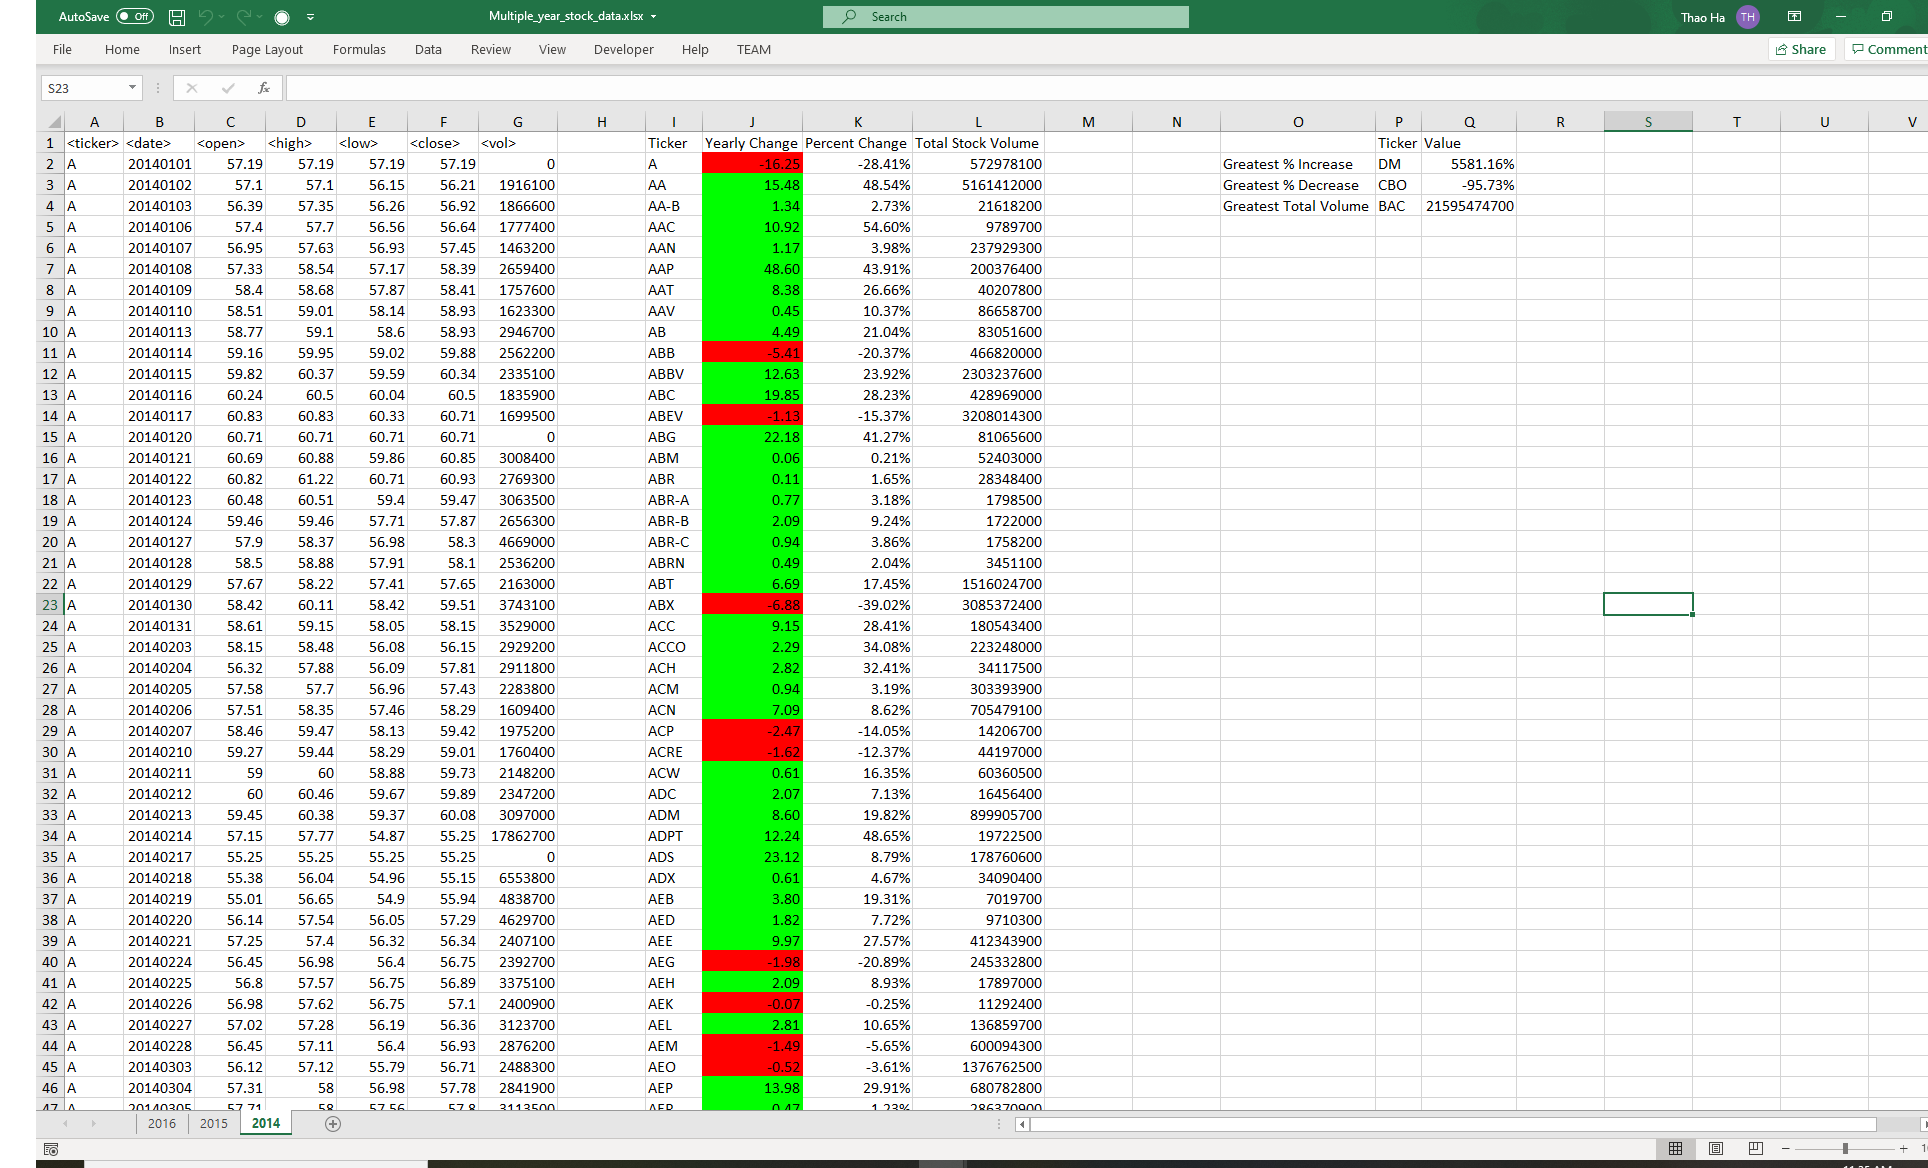 AutoSave Off Multiple_year_stock_data.xlsx Search Thao Ha TH
File Home Insert Page Layout Formulas Data Review View Developer Help TEAM Share Comment
S23 fx
A B C D E F G H I J K L M N O P Q R S T U V
1 <ticker> <date> <open> <high> <low> <close> <vol> Ticker Yearly Change Percent Change Total Stock Volume Ticker Value
2 A 20140101 57.19 57.19 57.19 57.19 0 A -16.25 -28.41% 572978100 Greatest % Increase DM 5581.16%
3 A 20140102 57.1 57.1 56.15 56.21 1916100 AA 15.48 48.54% 5161412000 Greatest % Decrease CBO -95.73%
4 A 20140103 56.39 57.35 56.26 56.92 1866600 AA-B 1.34 2.73% 21618200 Greatest Total Volume BAC 21595474700
5 A 20140106 57.4 57.7 56.56 56.64 1777400 AAC 10.92 54.60% 9789700
6 A 20140107 56.95 57.63 56.93 57.45 1463200 AAN 1.17 3.98% 237929300
7 A 20140108 57.33 58.54 57.17 58.39 2659400 AAP 48.60 43.91% 200376400
8 A 20140109 58.4 58.68 57.87 58.41 1757600 AAT 8.38 26.66% 40207800
9 A 20140110 58.51 59.01 58.14 58.93 1623300 AAV 0.45 10.37% 86658700
10 A 20140113 58.77 59.1 58.6 58.93 2946700 AB 4.49 21.04% 83051600
11 A 20140114 59.16 59.95 59.02 59.88 2562200 ABB -5.41 -20.37% 466820000
12 A 20140115 59.82 60.37 59.59 60.34 2335100 ABBV 12.63 23.92% 2303237600
13 A 20140116 60.24 60.5 60.04 60.5 1835900 ABC 19.85 28.23% 428969000
14 A 20140117 60.83 60.83 60.33 60.71 1699500 ABEV -1.13 -15.37% 3208014300
15 A 20140120 60.71 60.71 60.71 60.71 0 ABG 22.18 41.27% 81065600
16 A 20140121 60.69 60.88 59.86 60.85 3008400 ABM 0.06 0.21% 52403000
17 A 20140122 60.82 61.22 60.71 60.93 2769300 ABR 0.11 1.65% 28348400
18 A 20140123 60.48 60.51 59.4 59.47 3063500 ABR-A 0.77 3.18% 1798500
19 A 20140124 59.46 59.46 57.71 57.87 2656300 ABR-B 2.09 9.24% 1722000
20 A 20140127 57.9 58.37 56.98 58.3 4669000 ABR-C 0.94 3.86% 1758200
21 A 20140128 58.5 58.88 57.91 58.1 2536200 ABRN 0.49 2.04% 3451100
22 A 20140129 57.67 58.22 57.41 57.65 2163000 ABT 6.69 17.45% 1516024700
23 A 20140130 58.42 60.11 58.42 59.51 3743100 ABX -6.88 -39.02% 3085372400
24 A 20140131 58.61 59.15 58.05 58.15 3529000 ACC 9.15 28.41% 180543400
25 A 20140203 58.15 58.48 56.08 56.15 2929200 ACCO 2.29 34.08% 223248000
26 A 20140204 56.32 57.88 56.09 57.81 2911800 ACH 2.82 32.41% 34117500
27 A 20140205 57.58 57.7 56.96 57.43 2283800 ACM 0.94 3.19% 303393900
28 A 20140206 57.51 58.35 57.46 58.29 1609400 ACN 7.09 8.62% 705479100
29 A 20140207 58.46 59.47 58.13 59.42 1975200 ACP -2.47 -14.05% 14206700
30 A 20140210 59.27 59.44 58.29 59.01 1760400 ACRE -1.62 -12.37% 44197000
31 A 20140211 59 60 58.88 59.73 2148200 ACW 0.61 16.35% 60360500
32 A 20140212 60 60.46 59.67 59.89 2347200 ADC 2.07 7.13% 16456400
33 A 20140213 59.45 60.38 59.37 60.08 3097000 ADM 8.60 19.82% 899905700
34 A 20140214 57.15 57.77 54.87 55.25 17862700 ADPT 12.24 48.65% 19722500
35 A 20140217 55.25 55.25 55.25 55.25 0 ADS 23.12 8.79% 178760600
36 A 20140218 55.38 56.04 54.96 55.15 6553800 ADX 0.61 4.67% 34090400
37 A 20140219 55.01 56.65 54.9 55.94 4838700 AEB 3.80 19.31% 7019700
38 A 20140220 56.14 57.54 56.05 57.29 4629700 AED 1.82 7.72% 9710300
39 A 20140221 57.25 57.4 56.32 56.34 2407100 AEE 9.97 27.57% 412343900
40 A 20140224 56.45 56.98 56.4 56.75 2392700 AEG -1.98 -20.89% 245332800
41 A 20140225 56.8 57.57 56.75 56.89 3375100 AEH 2.09 8.93% 17897000
42 A 20140226 56.98 57.62 56.75 57.1 2400900 AEK -0.07 -0.25% 11292400
43 A 20140227 57.02 57.28 56.19 56.36 3123700 AEL 2.81 10.65% 136859700
44 A 20140228 56.45 57.11 56.4 56.93 2876200 AEM -1.49 -5.65% 600094300
45 A 20140303 56.12 57.12 55.79 56.71 2488300 AEO -0.52 -3.61% 1376762500
46 A 20140304 57.31 58 56.98 57.78 2841900 AEP 13.98 29.91% 680782800
47 A 20140305 57.71 58 57.56 57.8 3113500 0.47 1.23% 286370900
2016 2015 2014